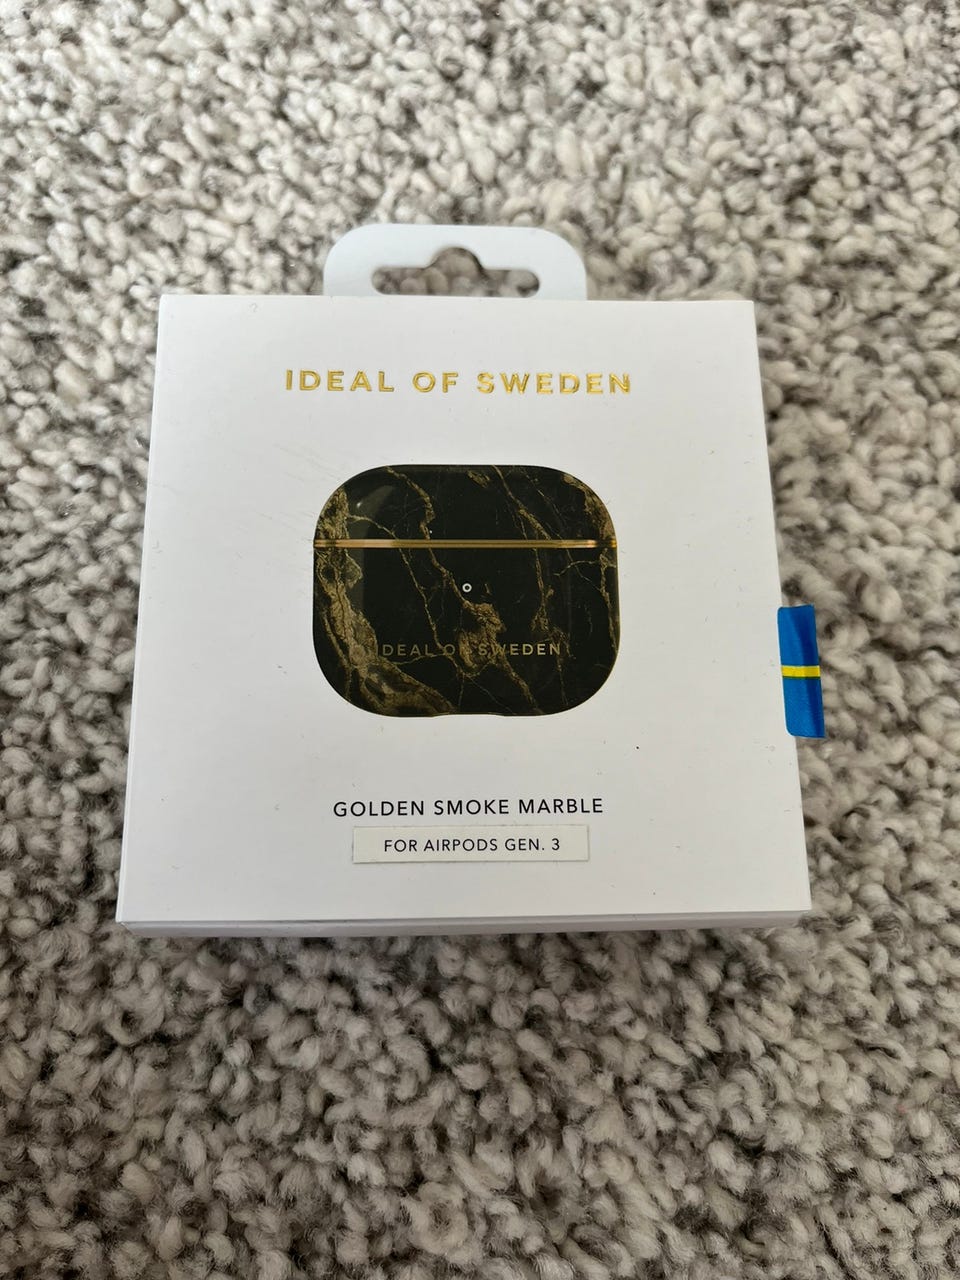 IDEAL OF SWEDEN
IDEAL OF SWEDEN
GOLDEN SMOKE MARBLE
FOR AIRPODS GEN. 3